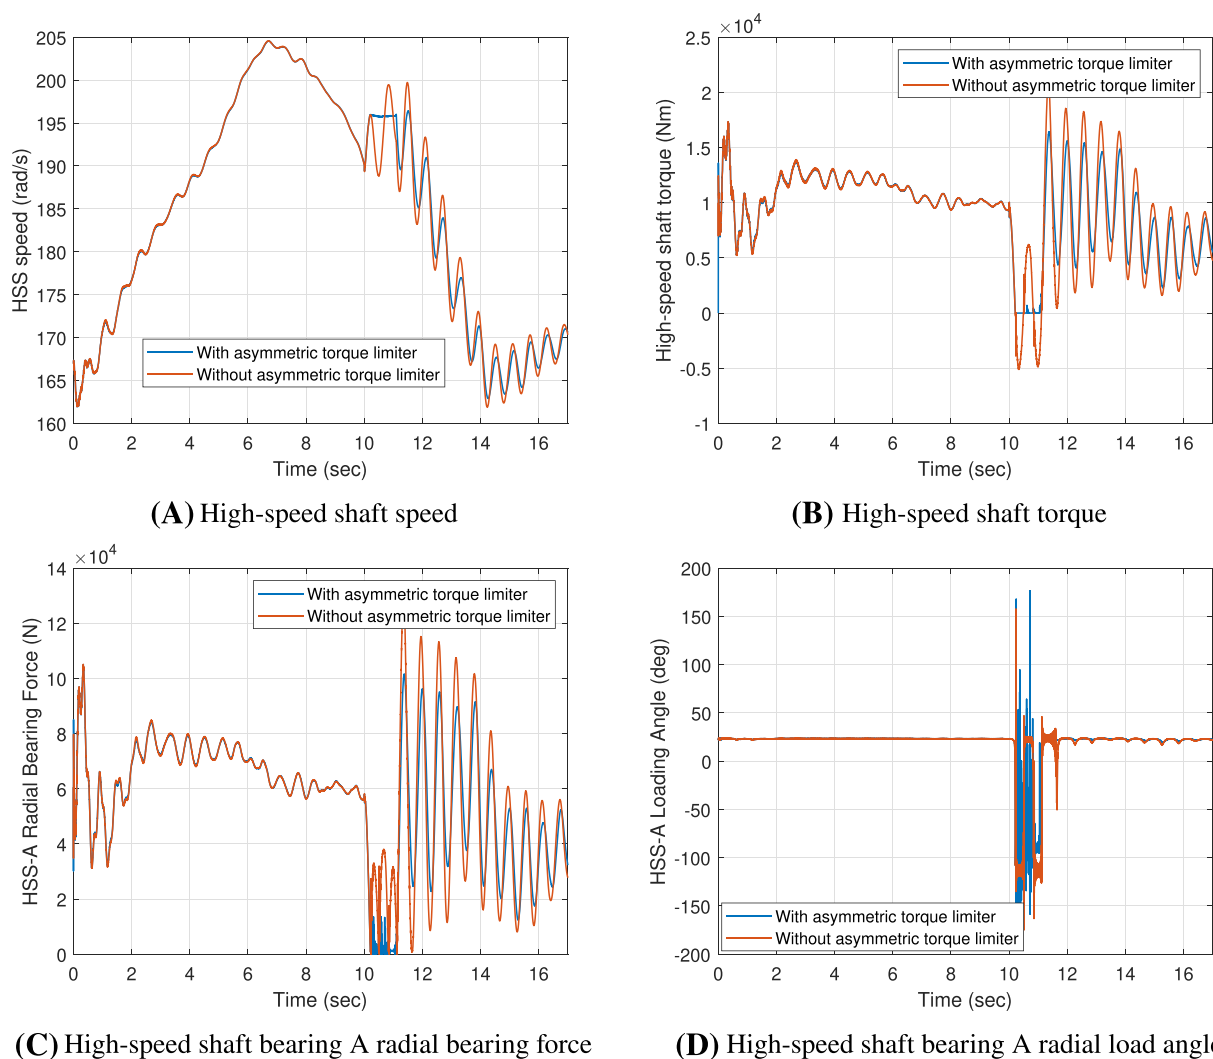 205
200
195
190
185
180
175
170
165
160
HSS speed (rad/s)
With asymmetric torque limiter
Without asymmetric torque limiter
0 2 4 6 8 10 12 14 16
Time (sec)
(A) High-speed shaft speed
×10⁴
2.5
2
1.5
1
0.5
0
-0.5
-1
High-speed shaft torque (Nm)
With asymmetric torque limiter
Without asymmetric torque limiter
0 2 4 6 8 10 12 14 16
Time (sec)
(B) High-speed shaft torque
×10⁴
14
12
10
8
6
4
2
0
HSS-A Radial Bearing Force (N)
With asymmetric torque limiter
Without asymmetric torque limiter
0 2 4 6 8 10 12 14 16
Time (sec)
(C) High-speed shaft bearing A radial bearing force
200
150
100
50
0
-50
-100
-150
-200
HSS-A Loading Angle (deg)
With asymmetric torque limiter
Without asymmetric torque limiter
0 2 4 6 8 10 12 14 16
Time (sec)
(D) High-speed shaft bearing A radial load angle